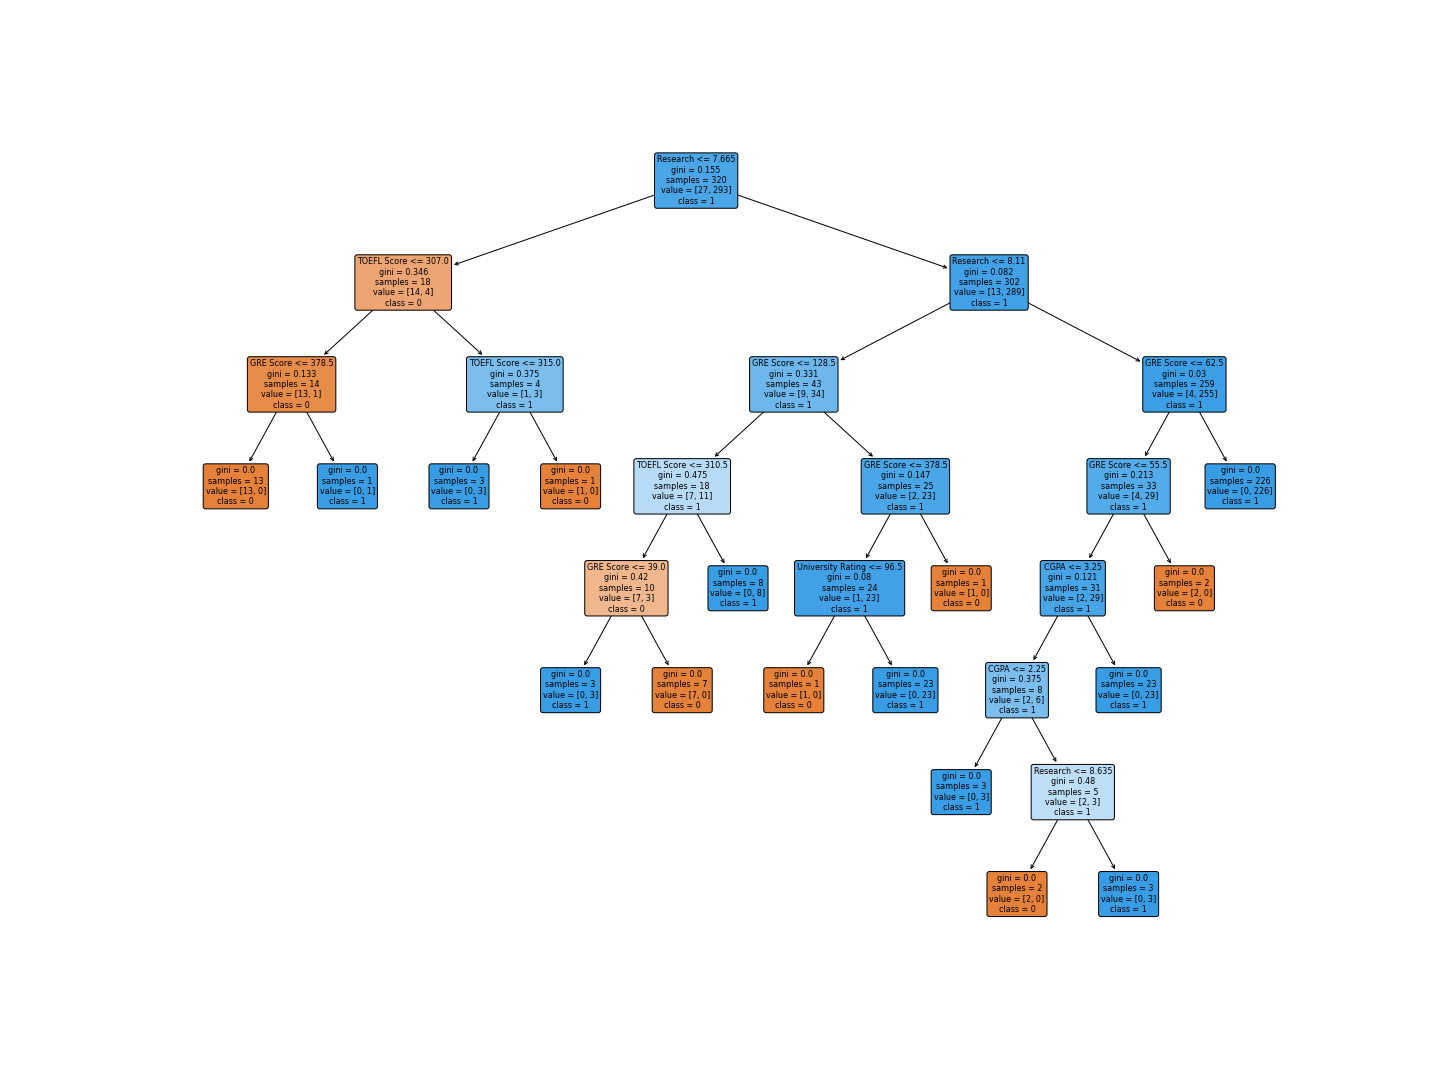 Research <= 7.665
gini = 0.155
samples = 320
value = [27, 293]
class = 1
TOEFL Score <= 307.0
gini = 0.346
samples = 18
value = [14, 4]
class = 0
Research <= 8.11
gini = 0.082
samples = 302
value = [13, 289]
class = 1
GRE Score <= 378.5
gini = 0.133
samples = 14
value = [13, 1]
class = 0
TOEFL Score <= 315.0
gini = 0.375
samples = 4
value = [1, 3]
class = 1
GRE Score <= 128.5
gini = 0.331
samples = 43
value = [9, 34]
class = 1
GRE Score <= 62.5
gini = 0.03
samples = 259
value = [4, 255]
class = 1
gini = 0.0
samples = 13
value = [13, 0]
class = 0
gini = 0.0
samples = 1
value = [0, 1]
class = 1
gini = 0.0
samples = 3
value = [0, 3]
class = 1
gini = 0.0
samples = 1
value = [1, 0]
class = 0
TOEFL Score <= 310.5
gini = 0.475
samples = 18
value = [7, 11]
class = 1
GRE Score <= 378.5
gini = 0.147
samples = 25
value = [2, 23]
class = 1
GRE Score <= 55.5
gini = 0.213
samples = 33
value = [4, 29]
class = 1
gini = 0.0
samples = 226
value = [0, 226]
class = 1
GRE Score <= 39.0
gini = 0.42
samples = 10
value = [7, 3]
class = 0
gini = 0.0
samples = 8
value = [0, 8]
class = 1
University Rating <= 96.5
gini = 0.08
samples = 24
value = [1, 23]
class = 1
gini = 0.0
samples = 1
value = [1, 0]
class = 0
CGPA <= 3.25
gini = 0.121
samples = 31
value = [2, 29]
class = 1
gini = 0.0
samples = 2
value = [2, 0]
class = 0
gini = 0.0
samples = 3
value = [0, 3]
class = 1
gini = 0.0
samples = 7
value = [7, 0]
class = 0
gini = 0.0
samples = 1
value = [1, 0]
class = 0
gini = 0.0
samples = 23
value = [0, 23]
class = 1
CGPA <= 2.25
gini = 0.375
samples = 8
value = [2, 6]
class = 1
gini = 0.0
samples = 23
value = [0, 23]
class = 1
gini = 0.0
samples = 3
value = [0, 3]
class = 1
Research <= 8.635
gini = 0.48
samples = 5
value = [2, 3]
class = 1
gini = 0.0
samples = 2
value = [2, 0]
class = 0
gini = 0.0
samples = 3
value = [0, 3]
class = 1